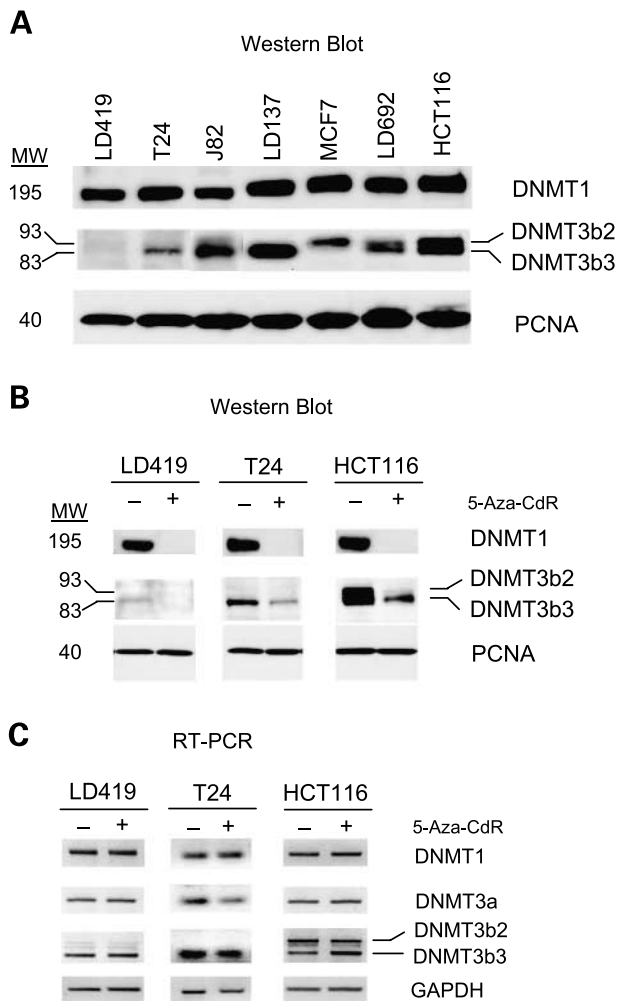 A
Western Blot
LD419 T24 J82 LD137 MCF7 LD692 HCT116
MW
195 DNMT1
93 DNMT3b2
83 DNMT3b3
40 PCNA
B
Western Blot
LD419 T24 HCT116
– + – + – + 5-Aza-CdR
MW
195 DNMT1
93 DNMT3b2
83 DNMT3b3
40 PCNA
C
RT-PCR
LD419 T24 HCT116
– + – + – + 5-Aza-CdR
DNMT1
DNMT3a
DNMT3b2
DNMT3b3
GAPDH